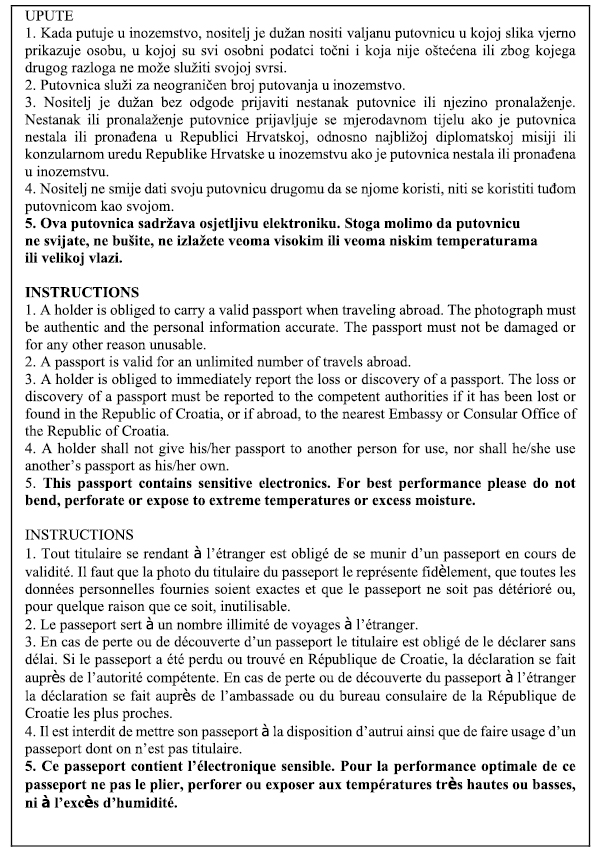 UPUTE
1. Kada putuje u inozemstvo, nositelj je dužan nositi valjanu putovnicu u kojoj slika vjerno
prikazuje osobu, u kojoj su svi osobni podatci točni i koja nije oštećena ili zbog kojega
drugog razloga ne može služiti svojoj svrsi.
2. Putovnica služi za neograničen broj putovanja u inozemstvo.
3. Nositelj je dužan bez odgode prijaviti nestanak putovnice ili njezino pronalaženje.
Nestanak ili pronalaženje putovnice prijavljuje se mjerodavnom tijelu ako je putovnica
nestala ili pronađena u Republici Hrvatskoj, odnosno najbližoj diplomatskoj misiji ili
konzularnom uredu Republike Hrvatske u inozemstvu ako je putovnica nestala ili pronađena
u inozemstvu.
4. Nositelj ne smije dati svoju putovnicu drugomu da se njome koristi, niti se koristiti tuđom
putovnicom kao svojom.
5. Ova putovnica sadržava osjetljivu elektroniku. Stoga molimo da putovnicu
ne svijate, ne bušite, ne izlažete veoma visokim ili veoma niskim temperaturama
ili velikoj vlazi.
INSTRUCTIONS
1. A holder is obliged to carry a valid passport when traveling abroad. The photograph must
be authentic and the personal information accurate. The passport must not be damaged or
for any other reason unusable.
2. A passport is valid for an unlimited number of travels abroad.
3. A holder is obliged to immediately report the loss or discovery of a passport. The loss or
discovery of a passport must be reported to the competent authorities if it has been lost or
found in the Republic of Croatia, or if abroad, to the nearest Embassy or Consular Office of
the Republic of Croatia.
4. A holder shall not give his/her passport to another person for use, nor shall he/she use
another's passport as his/her own.
5. This passport contains sensitive electronics. For best performance please do not
bend, perforate or expose to extreme temperatures or excess moisture.
INSTRUCTIONS
1. Tout titulaire se rendant à l'étranger est obligé de se munir d'un passeport en cours de
validité. Il faut que la photo du titulaire du passeport le représente fidèlement, que toutes les
données personnelles fournies soient exactes et que le passeport ne soit pas détérioré ou,
pour quelque raison que ce soit, inutilisable.
2. Le passeport sert à un nombre illimité de voyages à l'étranger.
3. En cas de perte ou de découverte d'un passeport le titulaire est obligé de le déclarer sans
délai. Si le passeport a été perdu ou trouvé en République de Croatie, la déclaration se fait
auprès de l'autorité compétente. En cas de perte ou de découverte du passeport à l'étranger
la déclaration se fait auprès de l'ambassade ou du bureau consulaire de la République de
Croatie les plus proches.
4. Il est interdit de mettre son passeport à la disposition d'autrui ainsi que de faire usage d'un
passeport dont on n'est pas titulaire.
5. Ce passeport contient l'électronique sensible. Pour la performance optimale de ce
passeport ne pas le plier, perforer ou exposer aux températures très hautes ou basses,
ni à l'excès d'humidité.